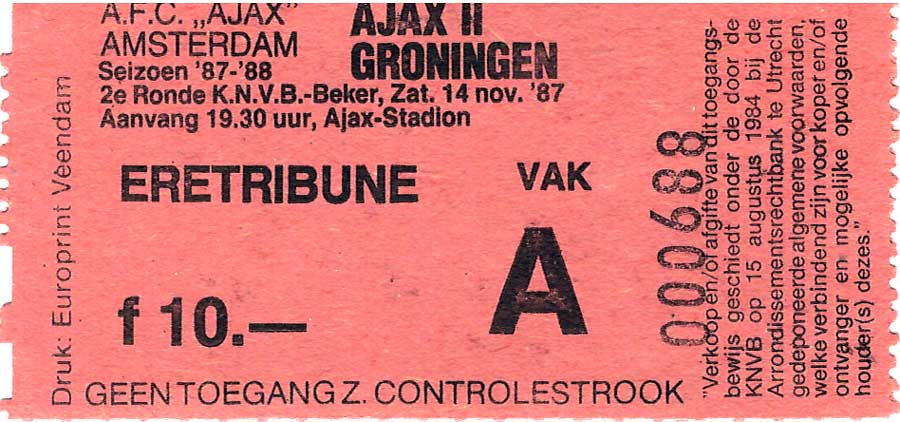 A.F.C. „AJAX”
AMSTERDAM
Seizoen '87-'88
AJAX II
GRONINGEN
2e Ronde K.N.V.B.-Beker, Zat. 14 nov. '87
Aanvang 19.30 uur, Ajax-Stadion
ERETRIBUNE
VAK
A
f 10.—
GEEN TOEGANG Z. CONTROLESTROOK
Druk: Europrint Veendam
000688
"Verkoop en/of afgifte van dit toegangs-
bewijs geschiedt onder de door de
KNVB op 15 augustus 1984 bij de
Arrondissementsrechtbank te Utrecht
gedeponeerde algemene voorwaarden,
welke verbindend zijn voor koper en/of
ontvanger en mogelijke opvolgende
houder(s) dezes."